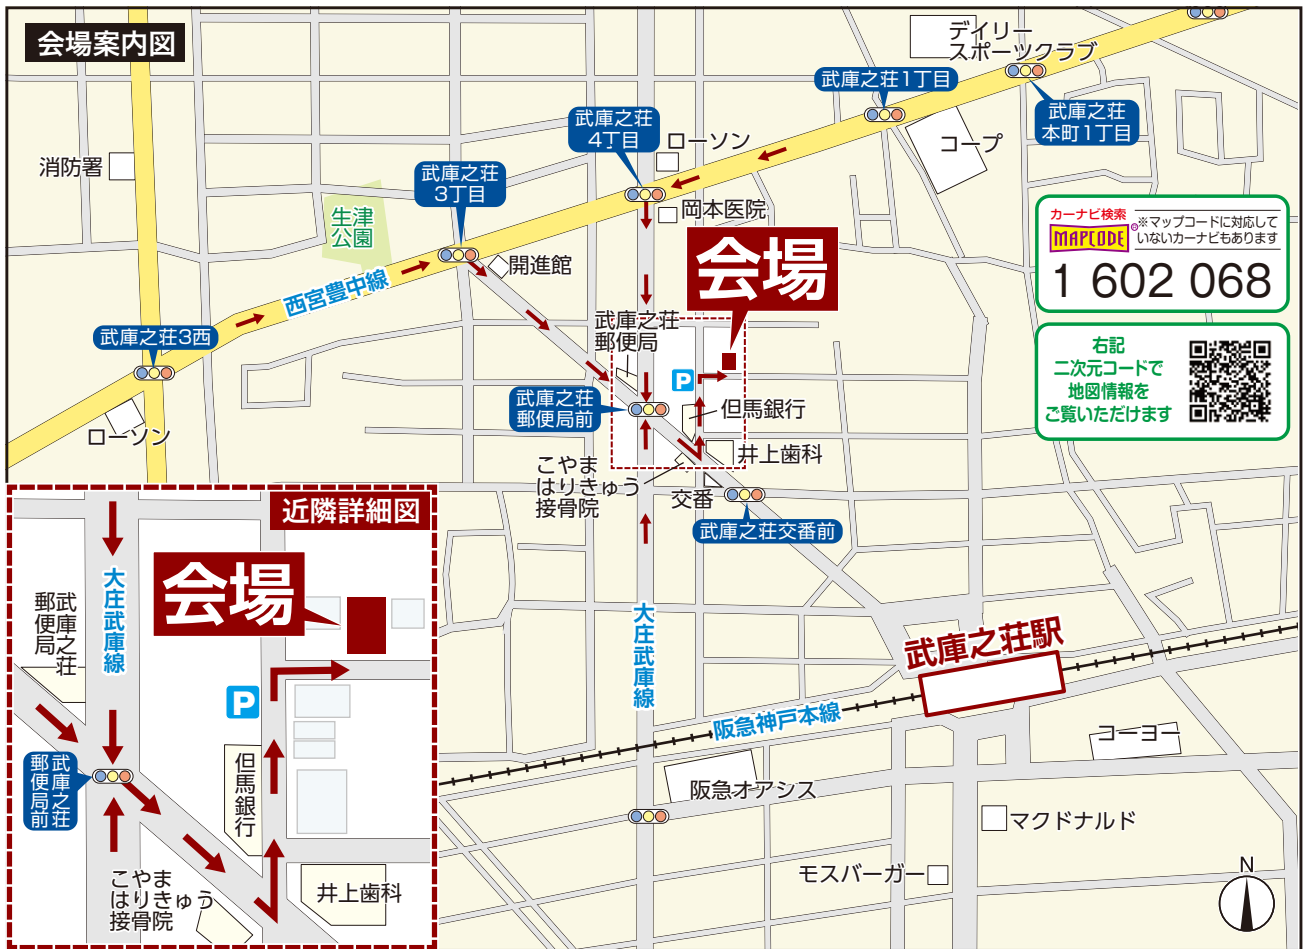 会場案内図
デイリー
スポーツクラブ
武庫之荘1丁目
武庫之荘
本町1丁目
コープ
武庫之荘
4丁目
ローソン
岡本医院
消防署
武庫之荘
3丁目
生津
公園
開進館
西宮豊中線
武庫之荘3西
ローソン
会場
カーナビ検索
MAPCODE
®
※マップコードに対応して
いないカーナビもあります
1 602 068
右記
二次元コードで
地図情報を
ご覧いただけます
武庫之荘
郵便局
P
武庫之荘
郵便局前
但馬銀行
井上歯科
こやま
はりきゅう
接骨院
交番
武庫之荘交番前
大庄武庫線
武庫之荘駅
阪急神戸本線
コーヨー
阪急オアシス
マクドナルド
モスバーガー
N
近隣詳細図
会場
大庄武庫線
武庫之荘
郵便局
P
武庫之荘
郵便局前
但馬銀行
こやま
はりきゅう
接骨院
井上歯科